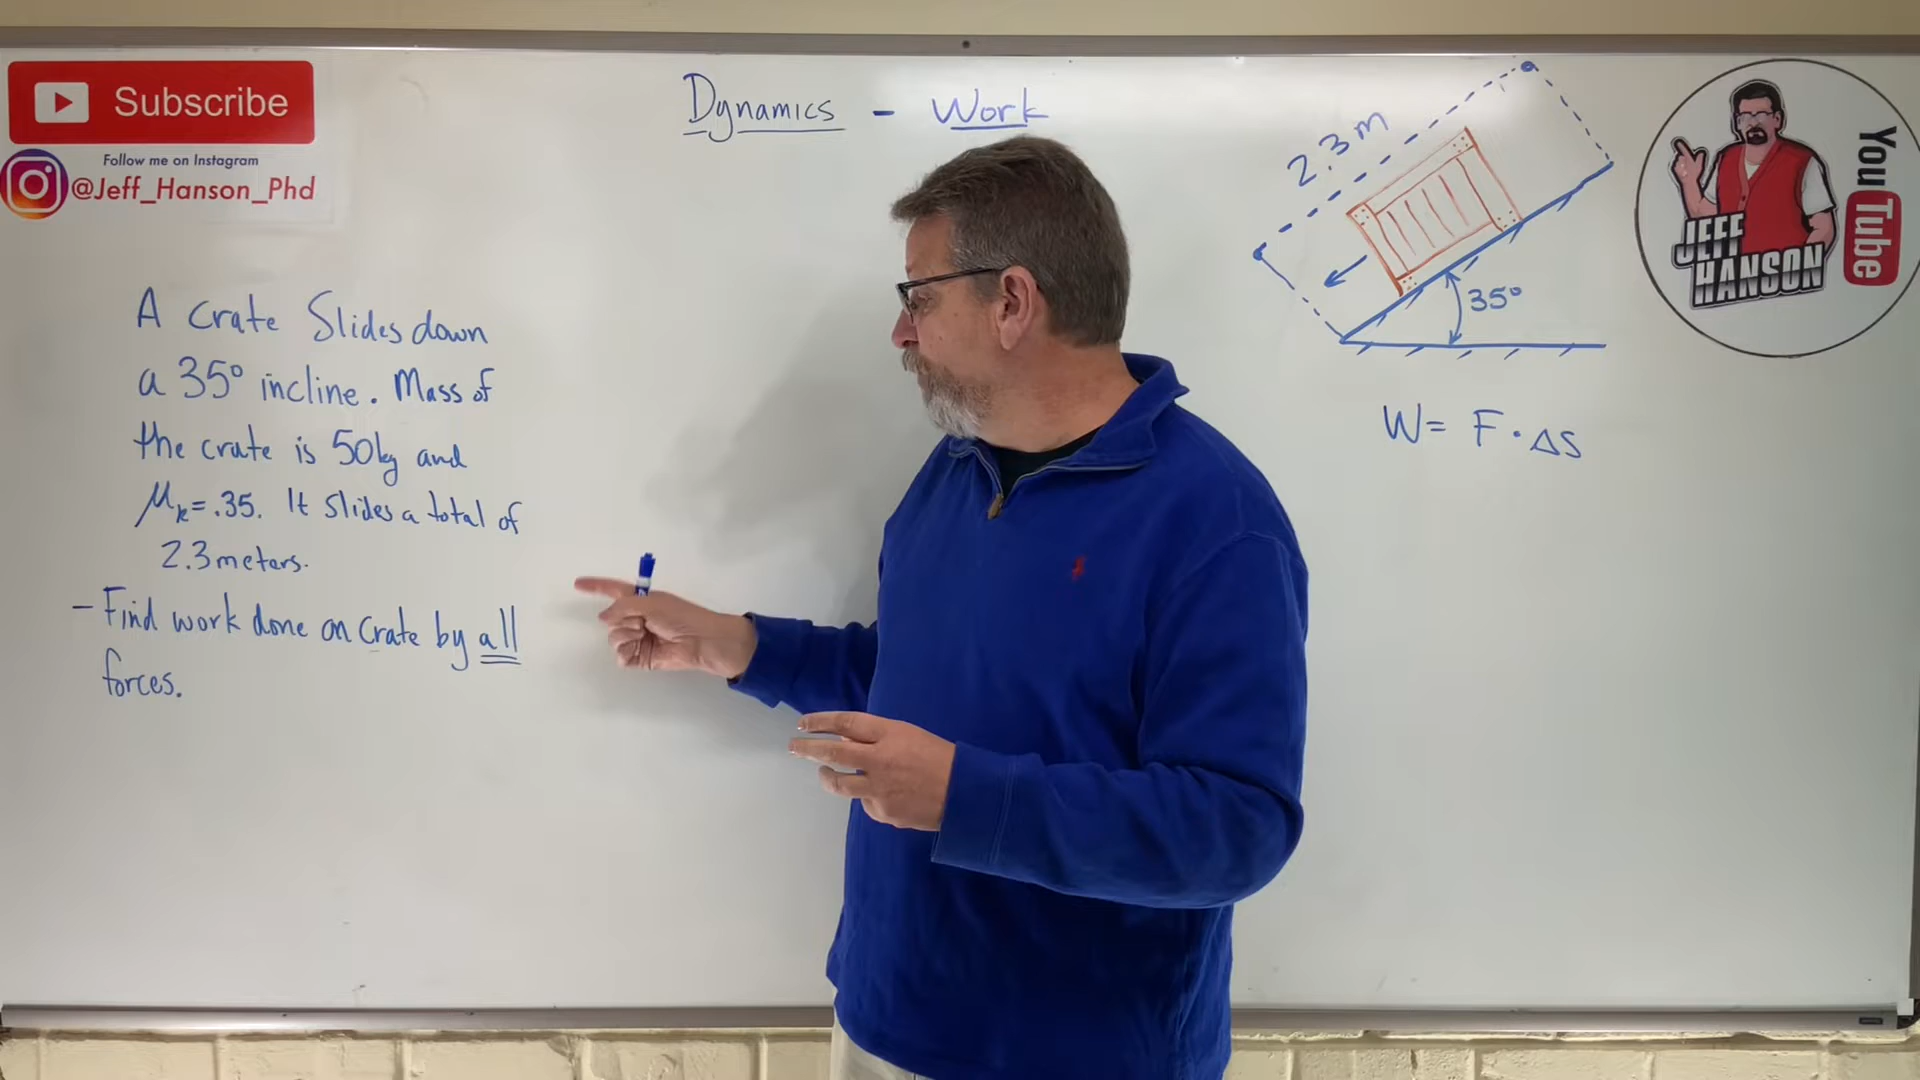 Subscribe
Follow me on Instagram
@Jeff_Hanson_Phd
Dynamics - Work
A crate Slides down
a 35° incline. Mass of
the crate is 50kg and
μk=.35. It slides a total of
2.3 meters.
- Find work done on crate by all
forces.
2.3 m
35°
W= F · ΔS
JEFF
HANSON
YouTube